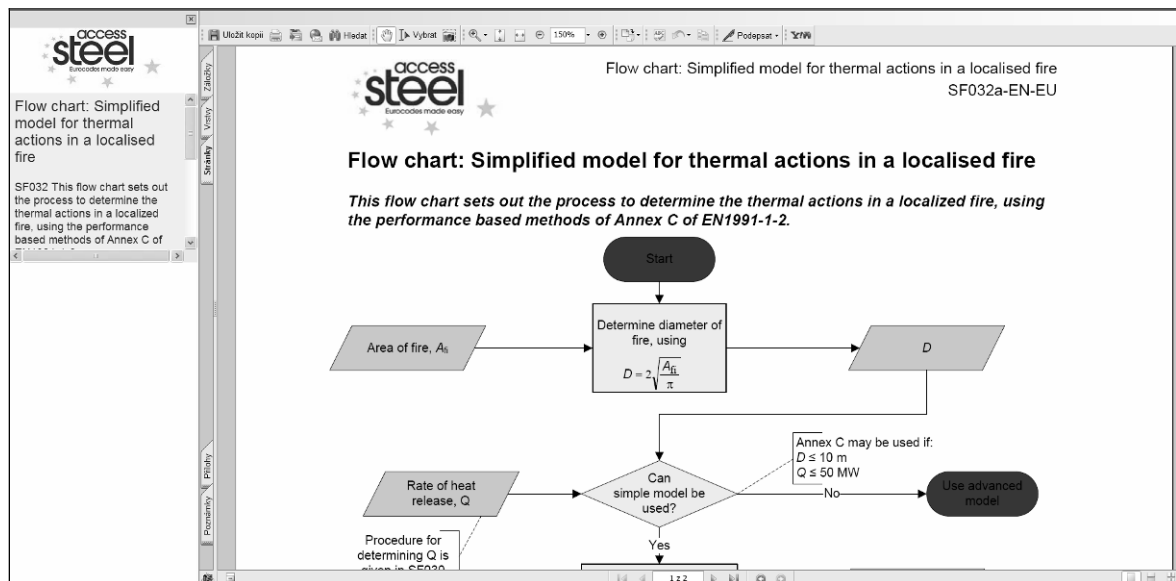 access
steel
Eurocodes made easy
Flow chart: Simplified
model for thermal
actions in a localised
fire
SF032 This flow chart sets out
the process to determine the
thermal actions in a localized
fire, using the performance
based methods of Annex C of
Uložit kopii
Hledat
Vybrat
150%
Podepsat
Záložky
Vrstvy
Stránky
Přílohy
Poznámky
access
steel
Eurocodes made easy
Flow chart: Simplified model for thermal actions in a localised fire
SF032a-EN-EU
Flow chart: Simplified model for thermal actions in a localised fire
This flow chart sets out the process to determine the thermal actions in a localized fire, using
the performance based methods of Annex C of EN1991-1-2.
Start
Area of fire, Afi
Determine diameter of
fire, using
D = 2√(Afi/π)
D
Annex C may be used if:
D ≤ 10 m
Q ≤ 50 MW
Rate of heat
release, Q
Can
simple model be
used?
No
Use advanced
model
Yes
Procedure for
determining Q is
given in SF039
1 z 2